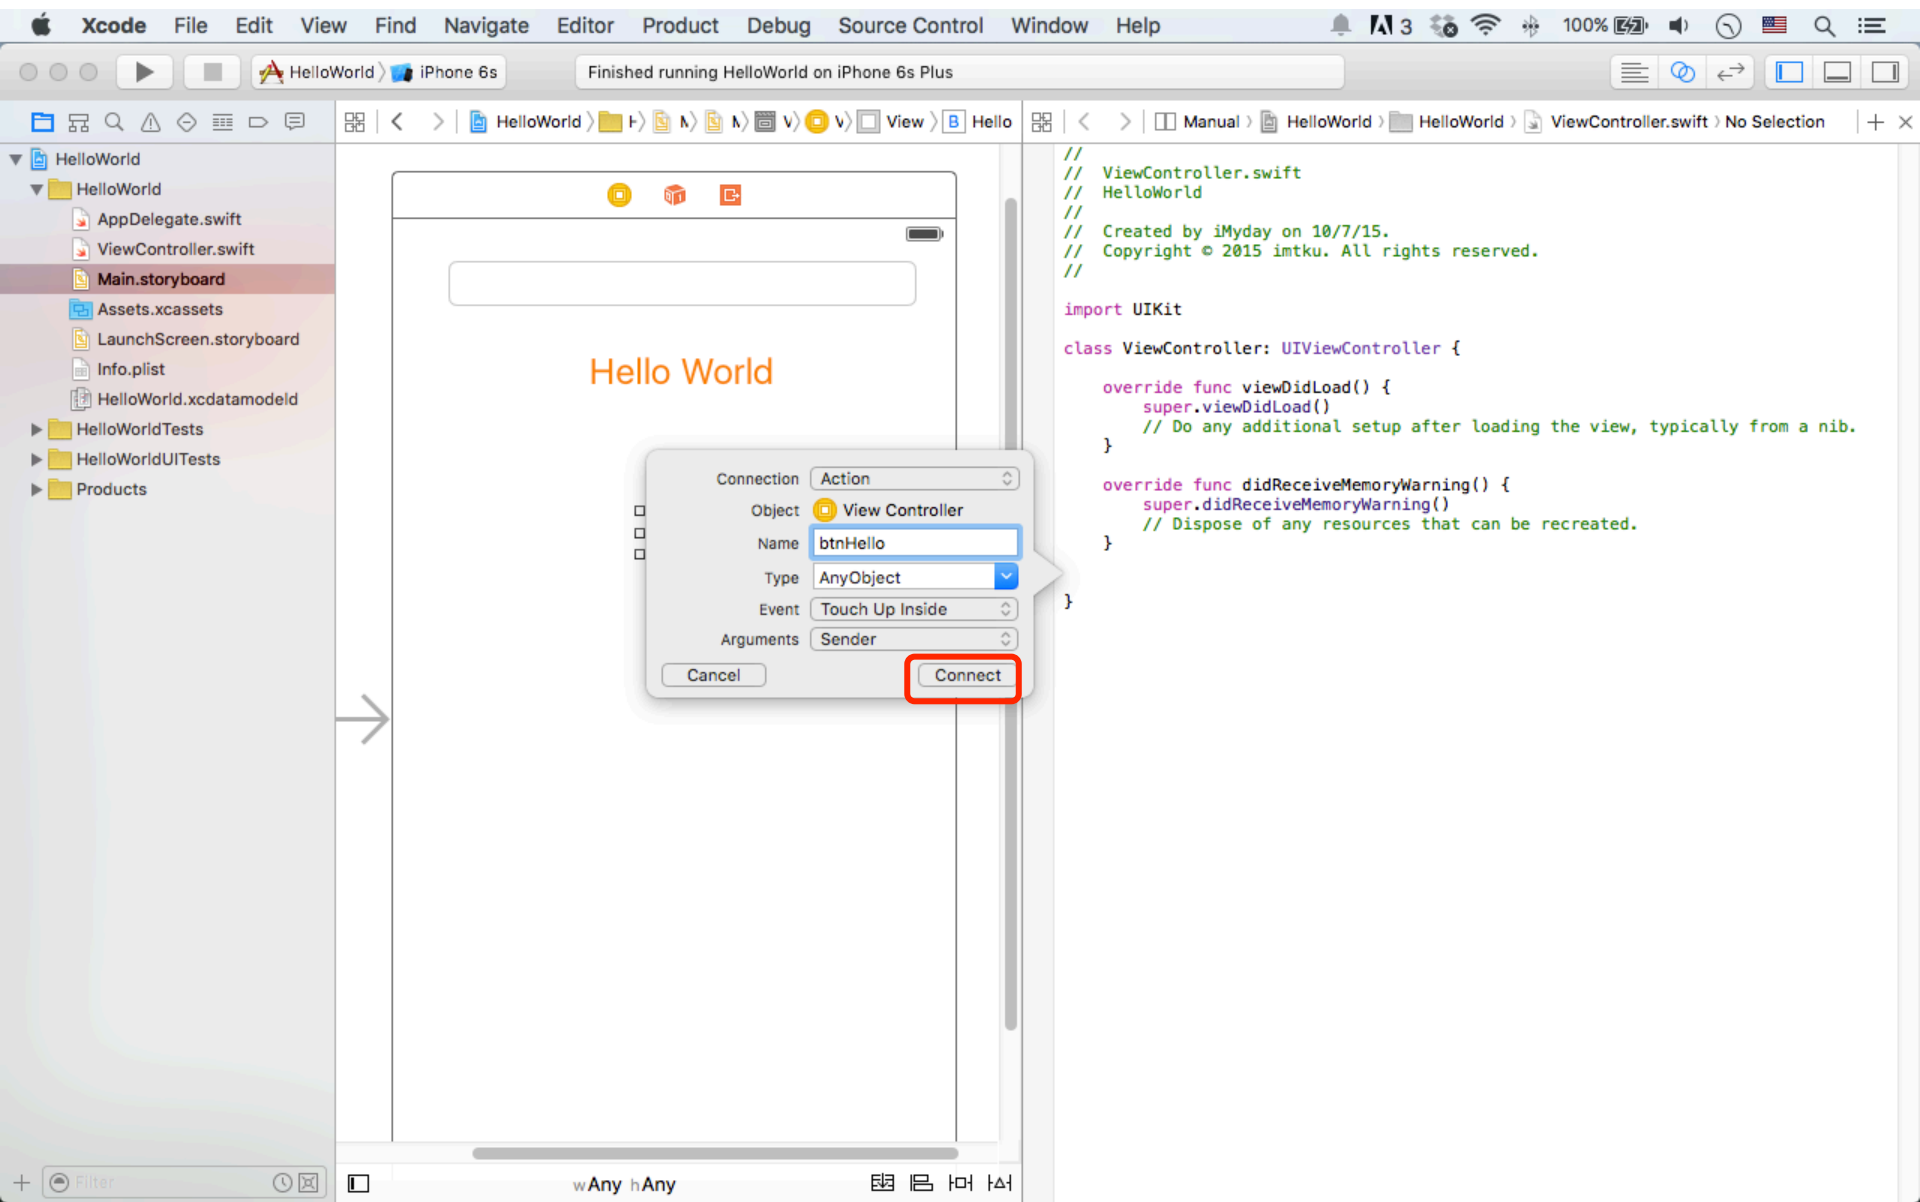 Xcode File Edit View Find Navigate Editor Product Debug Source Control Window Help 3 100%
HelloWorld iPhone 6s Finished running HelloWorld on iPhone 6s Plus
HelloWorld View B Hello
Manual HelloWorld HelloWorld ViewController.swift No Selection
HelloWorld
HelloWorld
AppDelegate.swift
ViewController.swift
Main.storyboard
Assets.xcassets
LaunchScreen.storyboard
Info.plist
HelloWorld.xcdatamodeld
HelloWorldTests
HelloWorldUITests
Products
Filter
Hello World
Connection Action
Object View Controller
Name btnHello
Type AnyObject
Event Touch Up Inside
Arguments Sender
Cancel Connect
wAny hAny
//
// ViewController.swift
// HelloWorld
//
// Created by iMyday on 10/7/15.
// Copyright © 2015 imtku. All rights reserved.
//
import UIKit
class ViewController: UIViewController {
override func viewDidLoad() {
super.viewDidLoad()
// Do any additional setup after loading the view, typically from a nib.
}
override func didReceiveMemoryWarning() {
super.didReceiveMemoryWarning()
// Dispose of any resources that can be recreated.
}
}